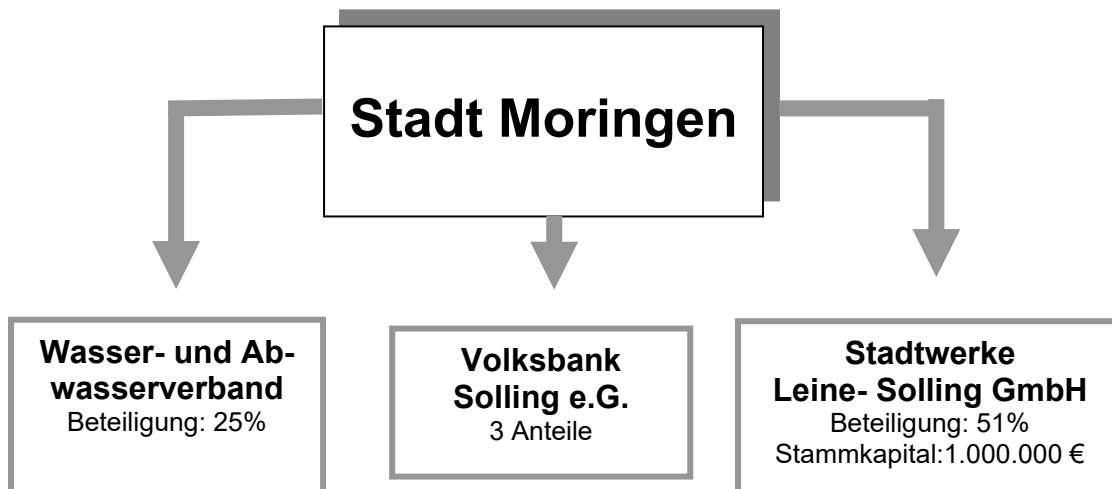 Stadt Moringen
Wasser- und Ab-
wasserverband
Beteiligung: 25%
Volksbank
Solling e.G.
3 Anteile
Stadtwerke
Leine- Solling GmbH
Beteiligung: 51%
Stammkapital:1.000.000 €